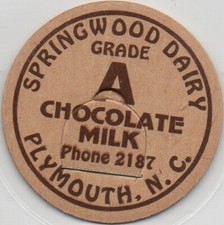 SPRINGWOOD DAIRY
GRADE
A
CHOCOLATE
MILK
Phone 2187
PLYMOUTH, N. C.